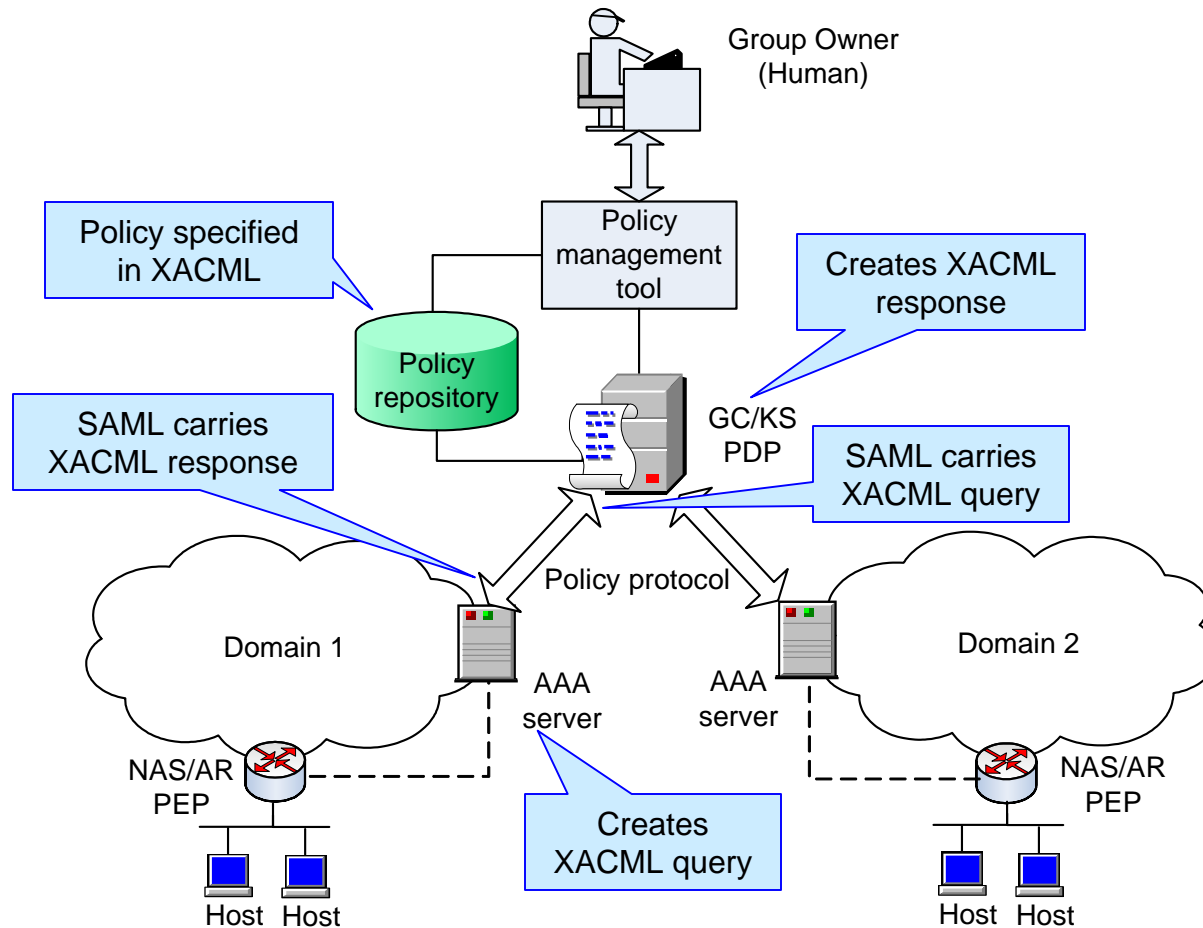 Group Owner
(Human)
Policy specified
in XACML
Policy
management
tool
Creates XACML
response
Policy
repository
GC/KS
PDP
SAML carries
XACML response
SAML carries
XACML query
Policy protocol
Domain 1
Domain 2
AAA
server
AAA
server
NAS/AR
PEP
NAS/AR
PEP
Creates
XACML query
Host
Host
Host
Host